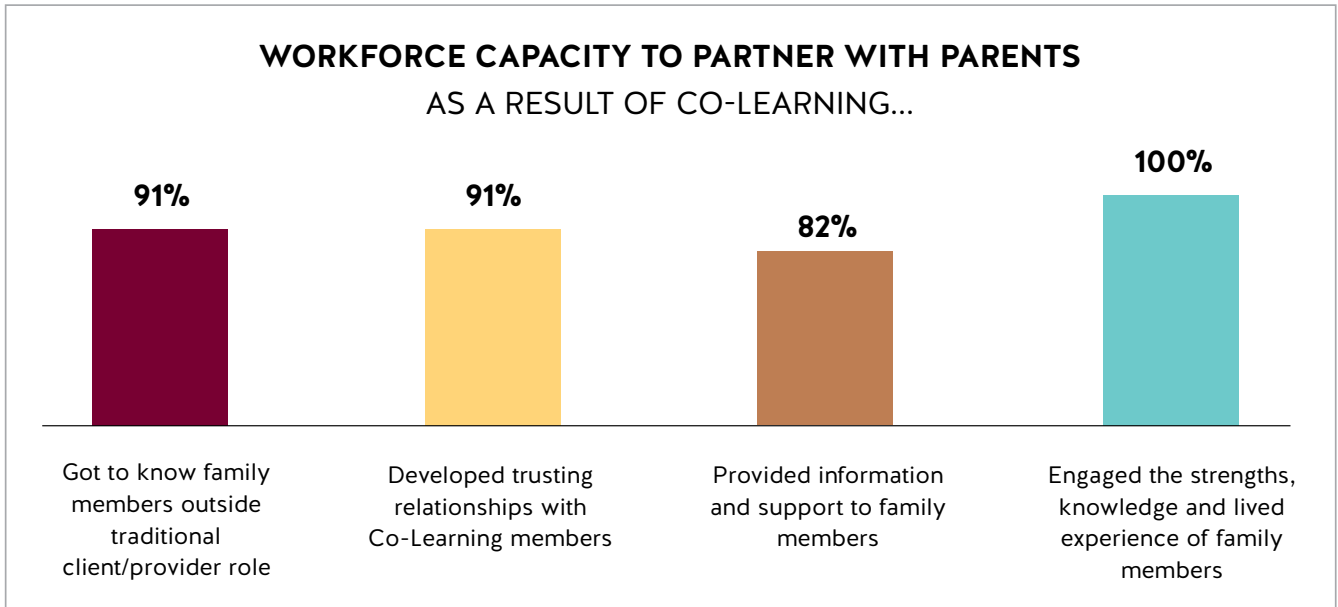 WORKFORCE CAPACITY TO PARTNER WITH PARENTS
AS A RESULT OF CO-LEARNING...
91%
91%
82%
100%
Got to know family
members outside
traditional
client/provider role
Developed trusting
relationships with
Co-Learning members
Provided information
and support to family
members
Engaged the strengths,
knowledge and lived
experience of family
members